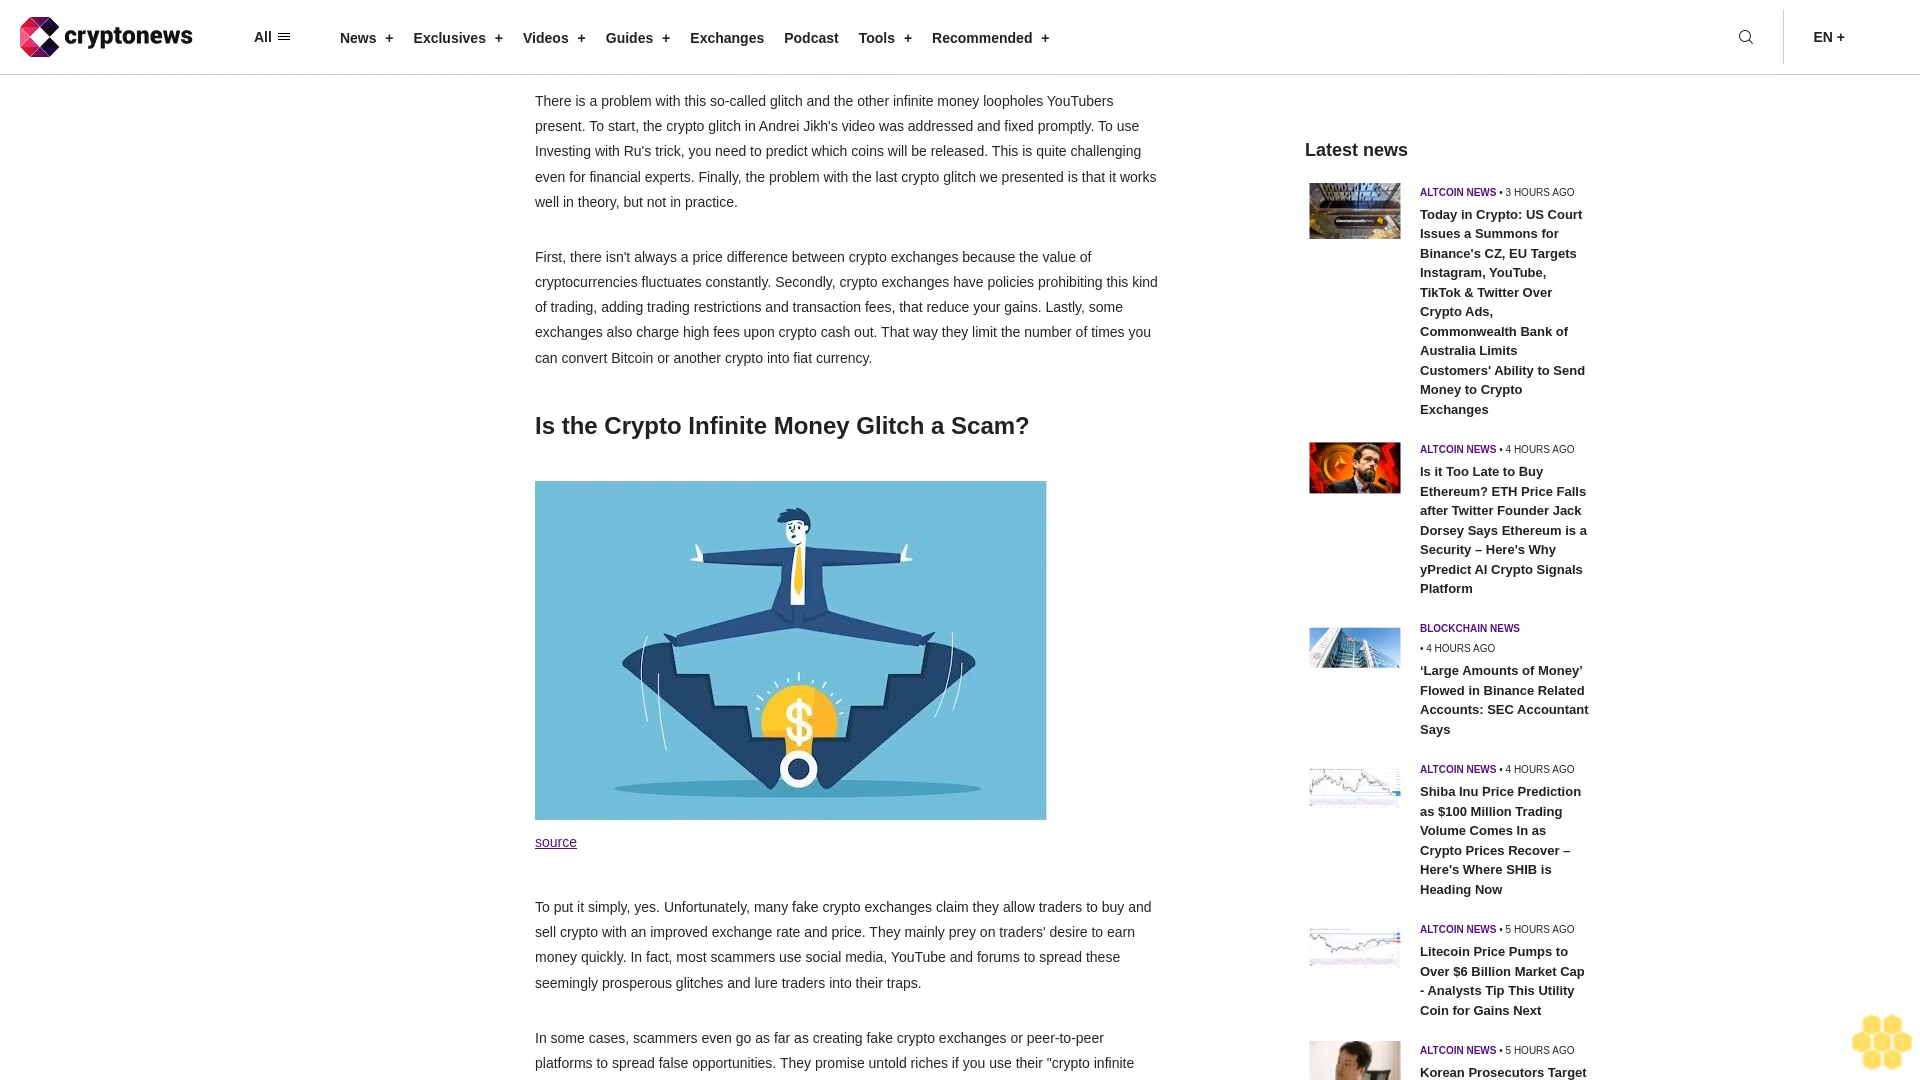 cryptonews
All
News +
Exclusives +
Videos +
Guides +
Exchanges
Podcast
Tools +
Recommended +
EN +
There is a problem with this so-called glitch and the other infinite money loopholes YouTubers
present. To start, the crypto glitch in Andrei Jikh's video was addressed and fixed promptly. To use
Investing with Ru's trick, you need to predict which coins will be released. This is quite challenging
even for financial experts. Finally, the problem with the last crypto glitch we presented is that it works
well in theory, but not in practice.
First, there isn't always a price difference between crypto exchanges because the value of
cryptocurrencies fluctuates constantly. Secondly, crypto exchanges have policies prohibiting this kind
of trading, adding trading restrictions and transaction fees, that reduce your gains. Lastly, some
exchanges also charge high fees upon crypto cash out. That way they limit the number of times you
can convert Bitcoin or another crypto into fiat currency.
Is the Crypto Infinite Money Glitch a Scam?
$
source
To put it simply, yes. Unfortunately, many fake crypto exchanges claim they allow traders to buy and
sell crypto with an improved exchange rate and price. They mainly prey on traders' desire to earn
money quickly. In fact, most scammers use social media, YouTube and forums to spread these
seemingly prosperous glitches and lure traders into their traps.
In some cases, scammers even go as far as creating fake crypto exchanges or peer-to-peer
platforms to spread false opportunities. They promise untold riches if you use their "crypto infinite
Latest news
ALTCOIN NEWS • 3 HOURS AGO
Today in Crypto: US Court
Issues a Summons for
Binance's CZ, EU Targets
Instagram, YouTube,
TikTok & Twitter Over
Crypto Ads,
Commonwealth Bank of
Australia Limits
Customers' Ability to Send
Money to Crypto
Exchanges
ALTCOIN NEWS • 4 HOURS AGO
Is it Too Late to Buy
Ethereum? ETH Price Falls
after Twitter Founder Jack
Dorsey Says Ethereum is a
Security – Here's Why
yPredict AI Crypto Signals
Platform
BLOCKCHAIN NEWS
• 4 HOURS AGO
‘Large Amounts of Money’
Flowed in Binance Related
Accounts: SEC Accountant
Says
ALTCOIN NEWS • 4 HOURS AGO
Shiba Inu Price Prediction
as $100 Million Trading
Volume Comes In as
Crypto Prices Recover –
Here's Where SHIB is
Heading Now
ALTCOIN NEWS • 5 HOURS AGO
Litecoin Price Pumps to
Over $6 Billion Market Cap
- Analysts Tip This Utility
Coin for Gains Next
ALTCOIN NEWS • 5 HOURS AGO
Korean Prosecutors Target